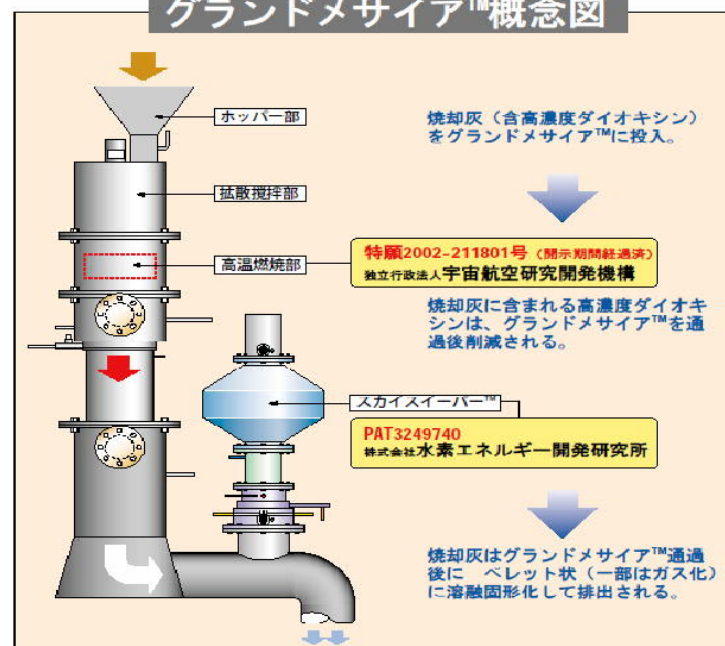 グランドメサイア™概念図
ホッパー部
焼却灰（含高濃度ダイオキシン）
をグランドメサイア™に投入。
拡散攪拌部
高温燃焼部
特願2002-211801号（開示期間経過済）
独立行政法人宇宙航空研究開発機構
焼却灰に含まれる高濃度ダイオキ
シンは、グランドメサイア™を通
過後削減される。
スカイスイーパー™
PAT3249740
株式会社水素エネルギー開発研究所
焼却灰はグランドメサイア™通過
後に　ペレット状（一部はガス化）
に溶融固形化して排出される。